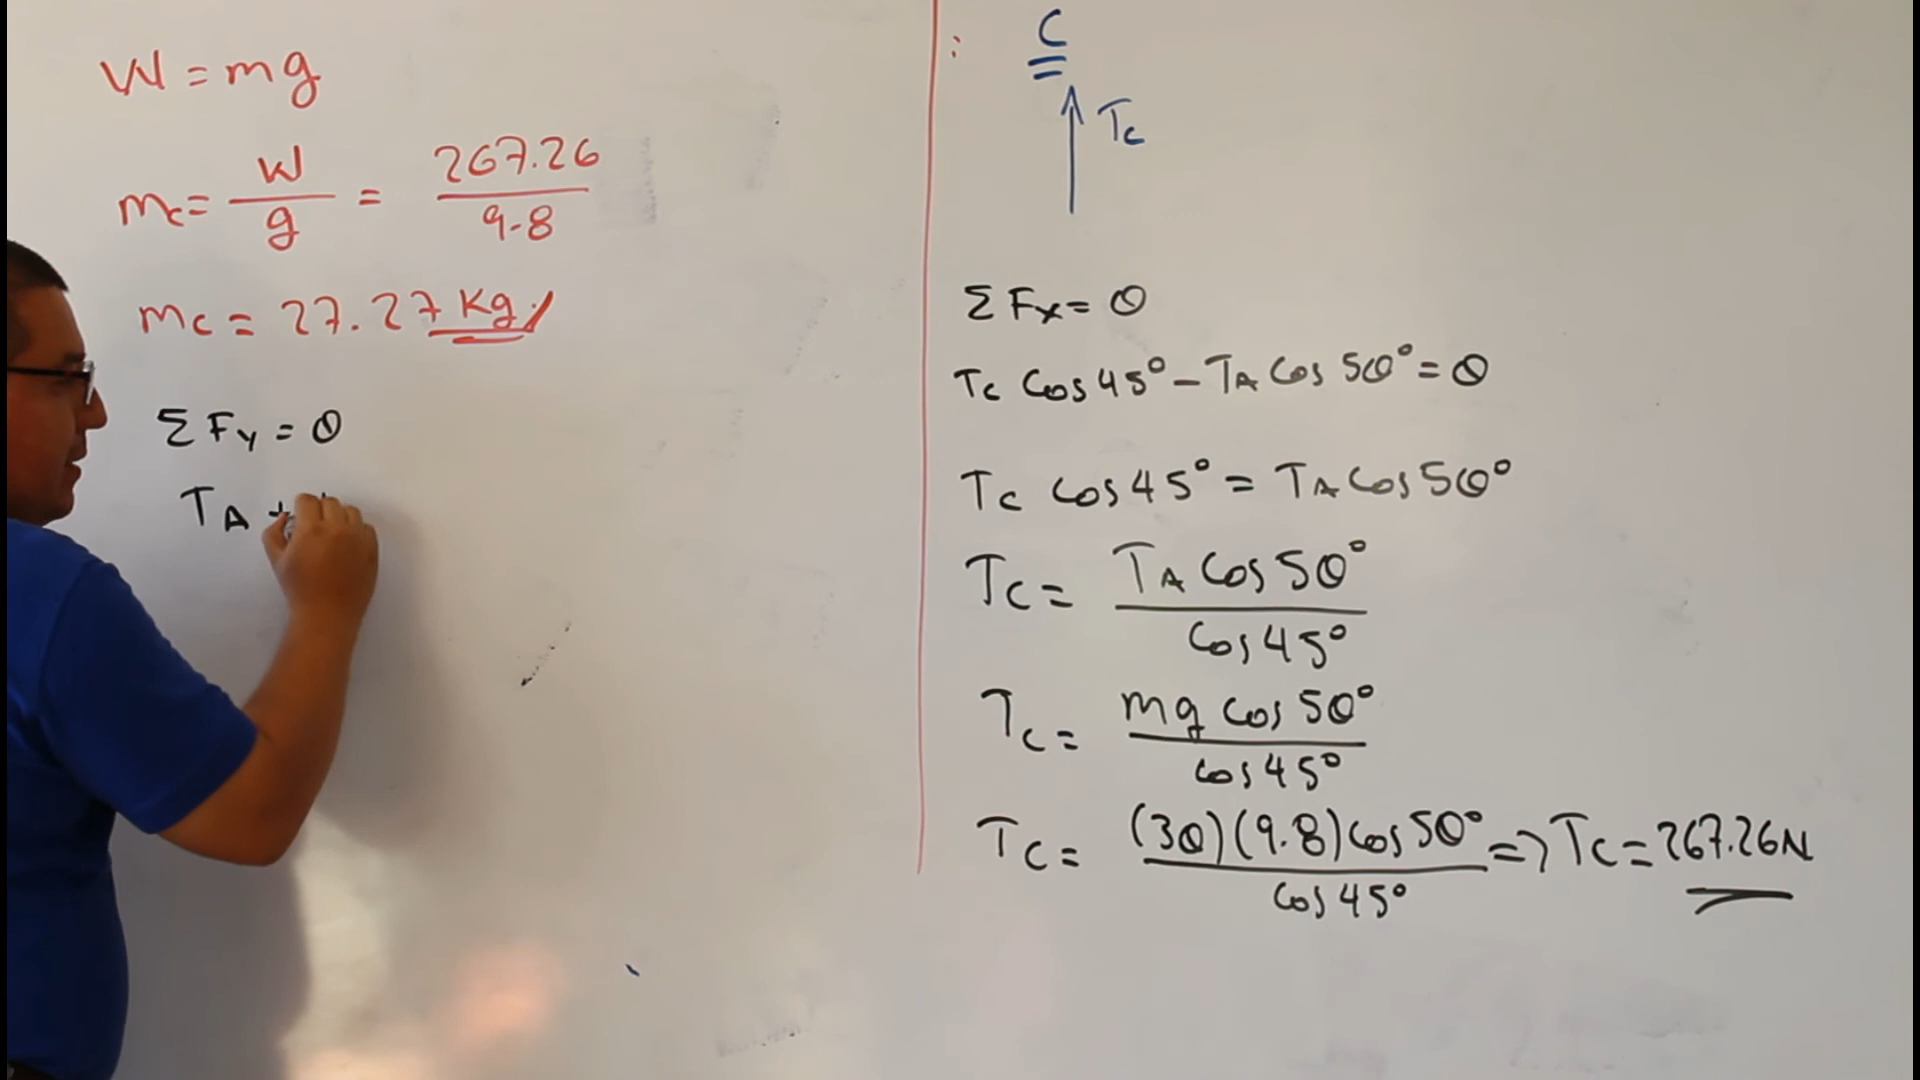 W = mg
mc = W/g = 267.26/9.8
mc = 27.27 Kg
ΣFy = 0
TA +
: C
Tc
ΣFx = 0
Tc Cos 45° - TA Cos 50° = 0
Tc cos 45° = TA Cos 50°
Tc = TA Cos 50° / Cos 45°
Tc = mg cos 50° / cos 45°
Tc = (30)(9.8) cos 50° / Cos 45° => Tc = 267.26N